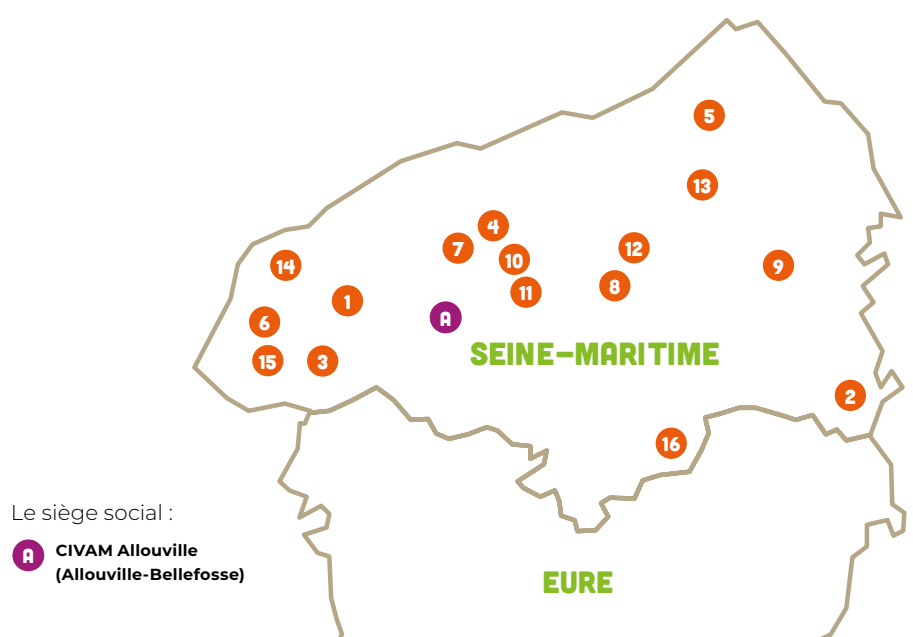 5
13
4
7
12
10
14
9
8
11
1
A
6
SEINE-MARITIME
15
3
2
16
Le siège social :
A CIVAM Allouville
(Allouville-Bellefosse)
EURE